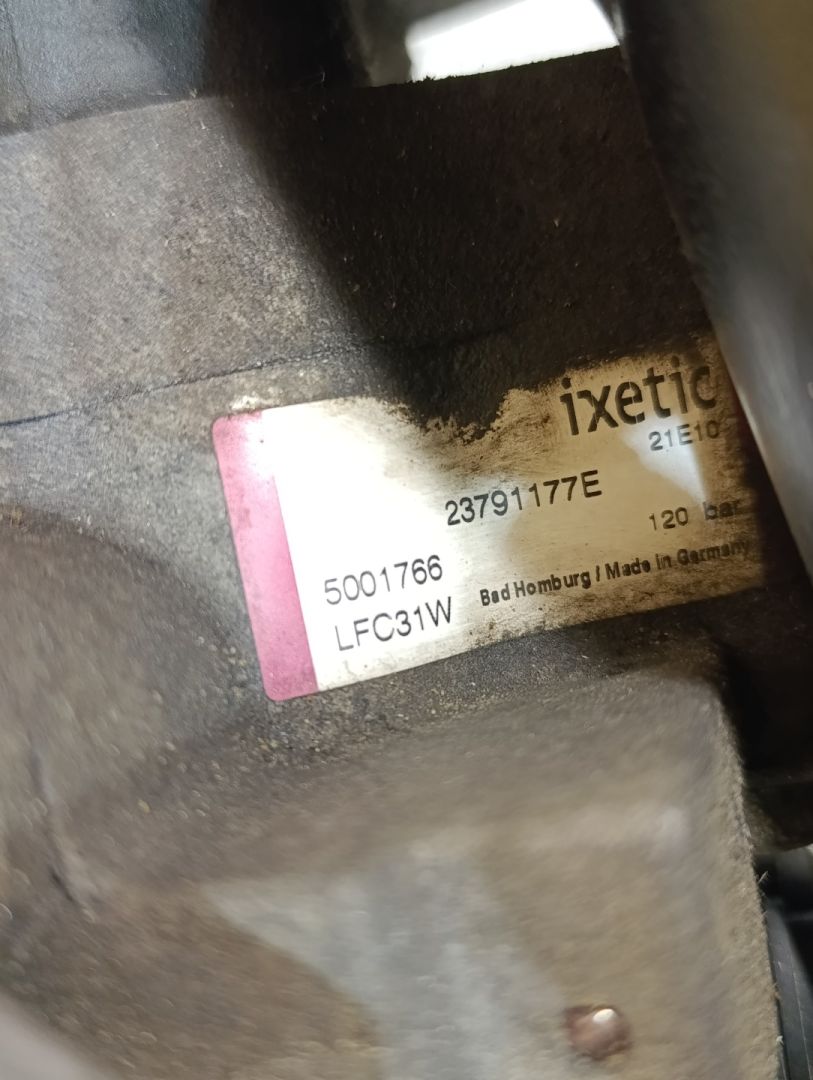 ixetic
21E10
23791177E
120 bar
5001766
Bad Homburg / Made in Germany
LFC31W